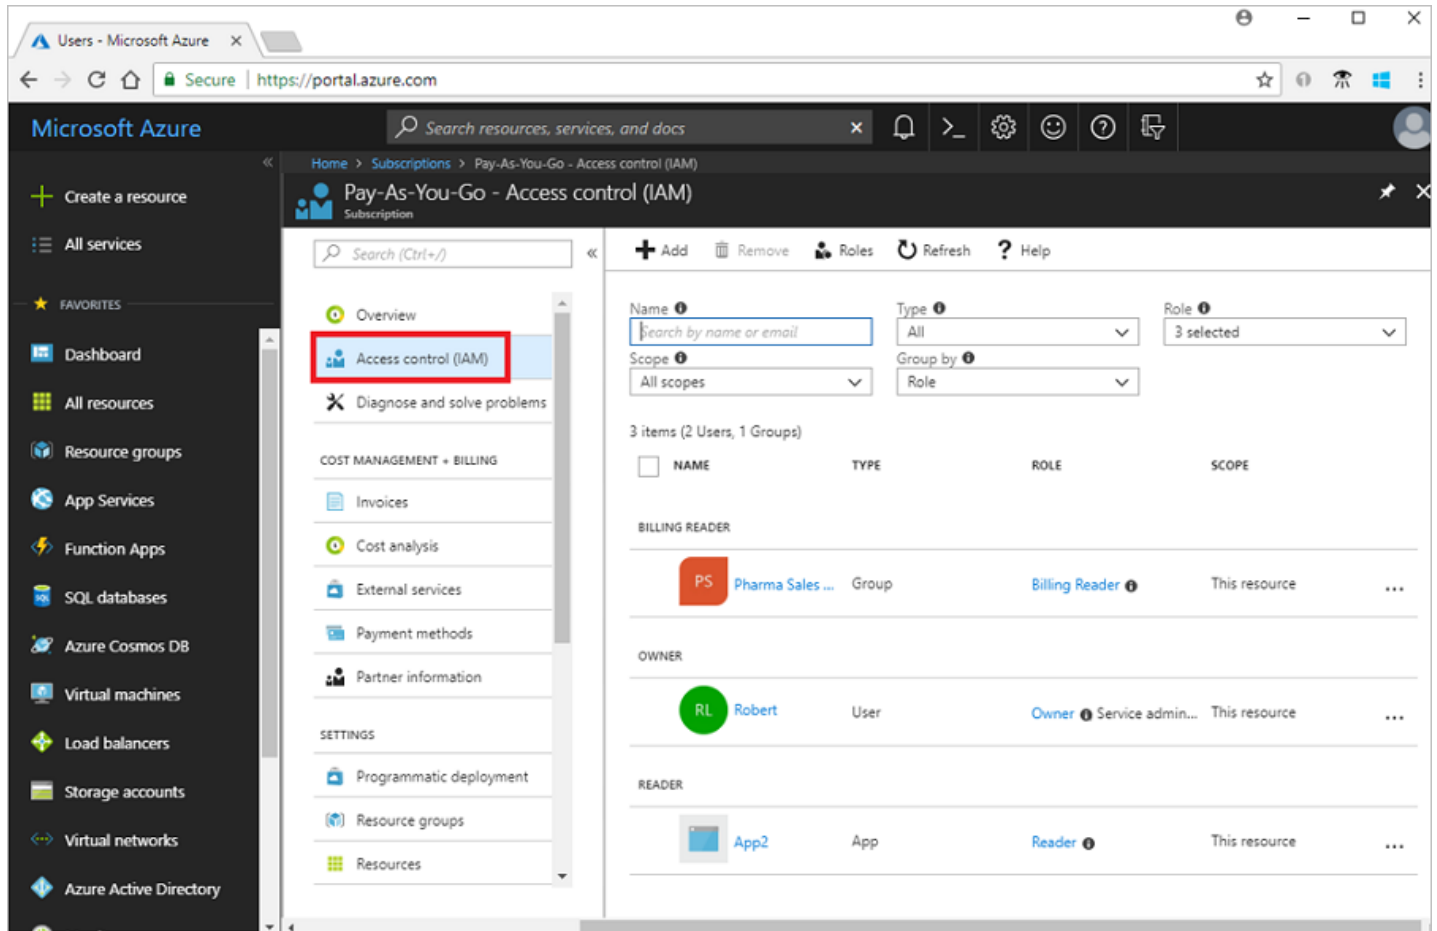 Users - Microsoft Azure
Secure | https://portal.azure.com
Microsoft Azure
Search resources, services, and docs
Home > Subscriptions > Pay-As-You-Go - Access control (IAM)
Pay-As-You-Go - Access control (IAM)
Subscription
Create a resource
All services
FAVORITES
Dashboard
All resources
Resource groups
App Services
Function Apps
SQL databases
Azure Cosmos DB
Virtual machines
Load balancers
Storage accounts
Virtual networks
Azure Active Directory
Search (Ctrl+/)
Overview
Access control (IAM)
Diagnose and solve problems
COST MANAGEMENT + BILLING
Invoices
Cost analysis
External services
Payment methods
Partner information
SETTINGS
Programmatic deployment
Resource groups
Resources
Add Remove Roles Refresh Help
Name Type Role
Search by name or email All 3 selected
Scope Group by
All scopes Role
3 items (2 Users, 1 Groups)
NAME TYPE ROLE SCOPE
BILLING READER
PS Pharma Sales ... Group Billing Reader This resource ...
OWNER
RL Robert User Owner Service admin... This resource ...
READER
App2 App Reader This resource ...